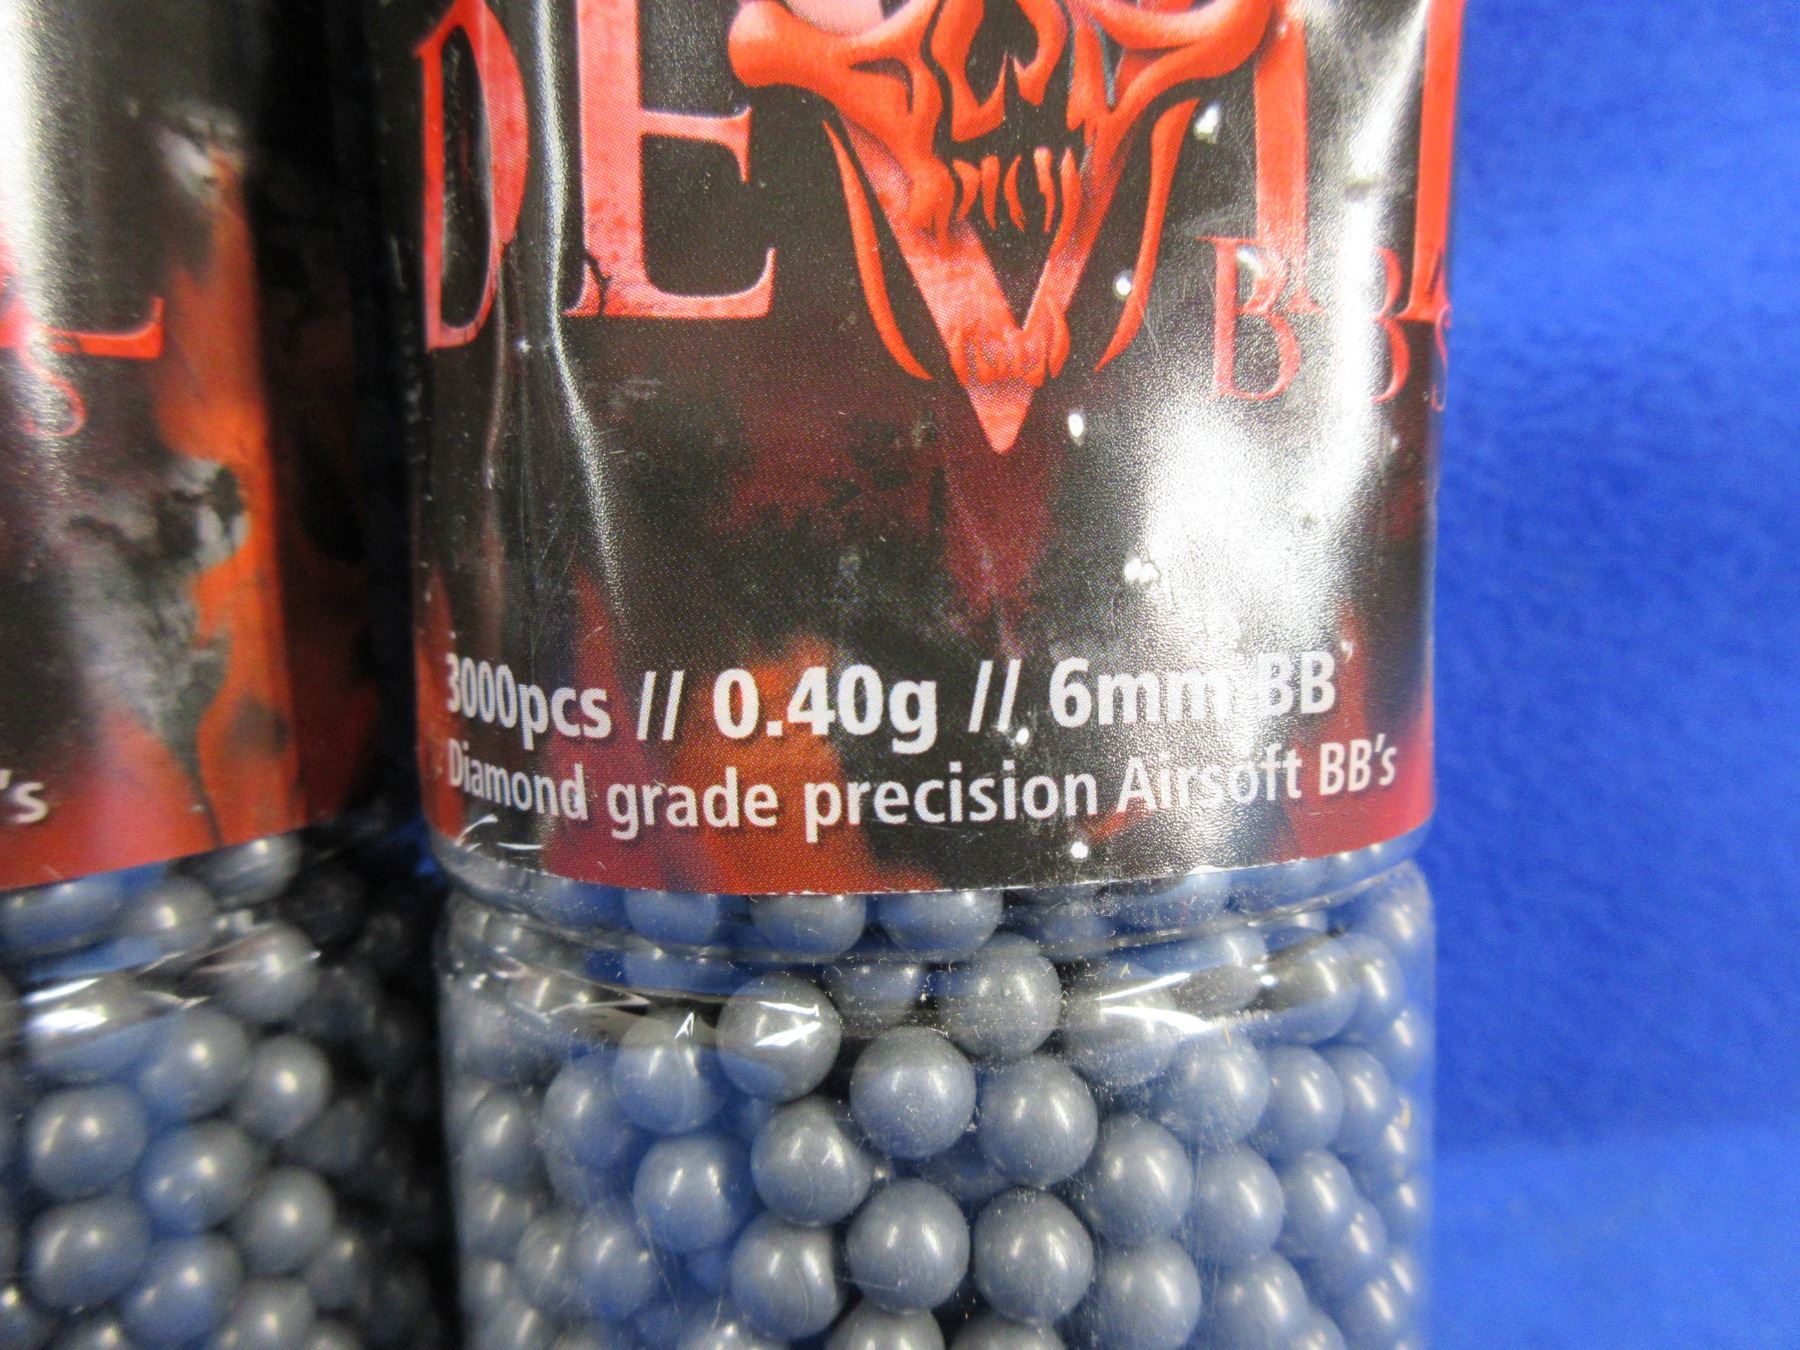 DEVIL
BBS
3000pcs // 0.40g // 6mm BB'
Diamond grade precision Airsoft BB's
L
S
's